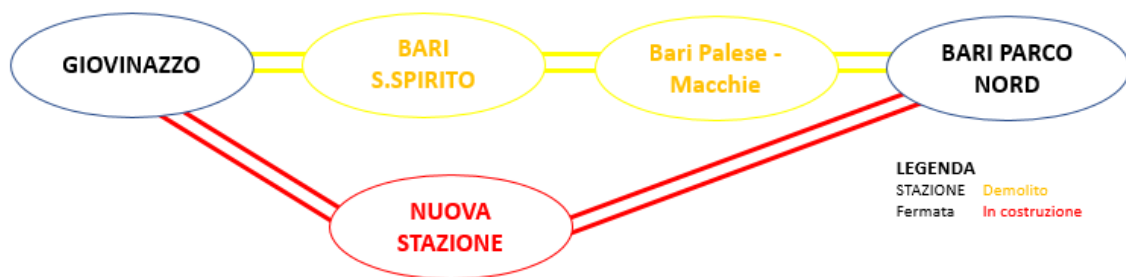 GIOVINAZZO
BARI
S.SPIRITO
Bari Palese -
Macchie
BARI PARCO
NORD
NUOVA
STAZIONE
LEGENDA
STAZIONE Demolito
Fermata In costruzione